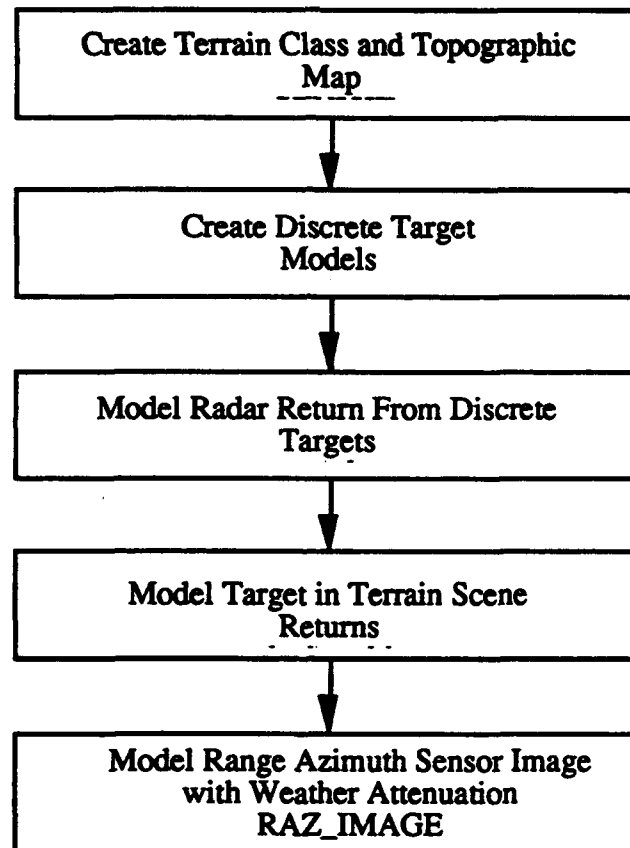 Create Terrain Class and Topographic
Map
Create Discrete Target
Models
Model Radar Return From Discrete
Targets
Model Target in Terrain Scene
Returns
Model Range Azimuth Sensor Image
with Weather Attenuation
RAZ_IMAGE